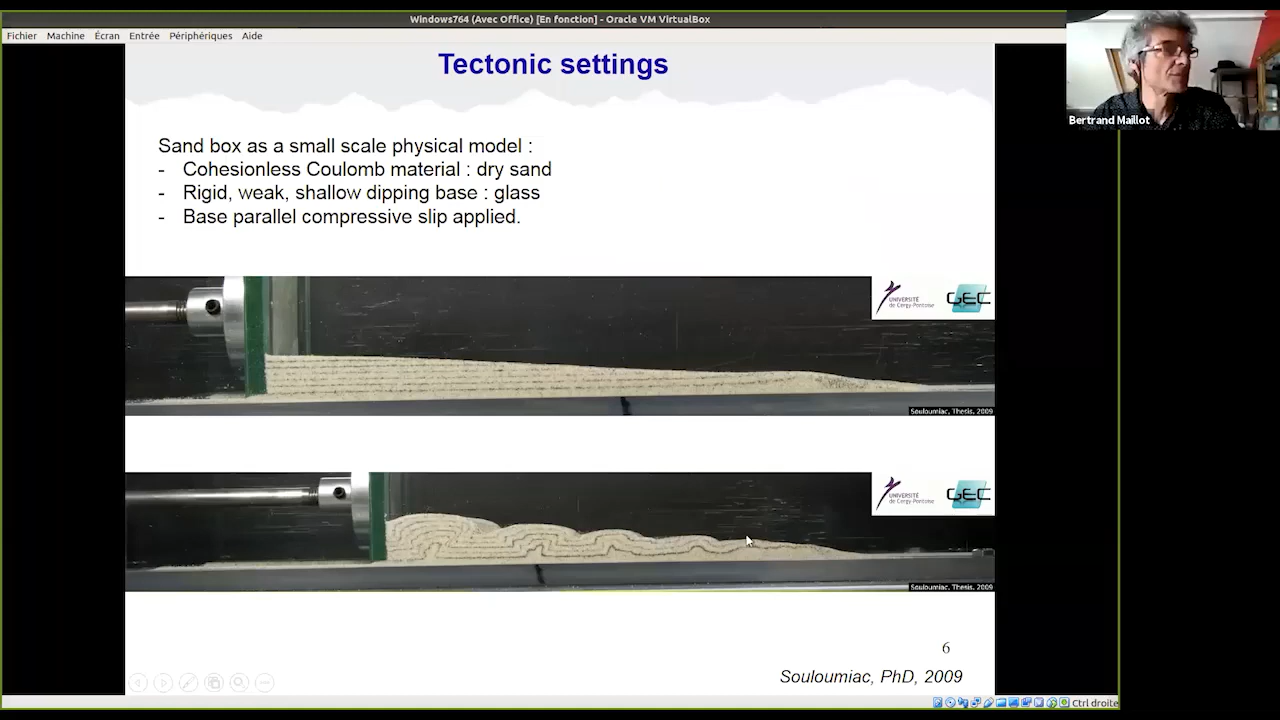 Windows764 (Avec Office) [En fonction] - Oracle VM VirtualBox
Fichier Machine Écran Entrée Périphériques Aide
Bertrand Maillot
Tectonic settings
Sand box as a small scale physical model :
- Cohesionless Coulomb material : dry sand
- Rigid, weak, shallow dipping base : glass
- Base parallel compressive slip applied.
UNIVERSITÉ
de Cergy-Pontoise
GEC
Souloumiac, Thesis, 2009
UNIVERSITÉ
de Cergy-Pontoise
GEC
Souloumiac, Thesis, 2009
6
Souloumiac, PhD, 2009
Ctrl droite